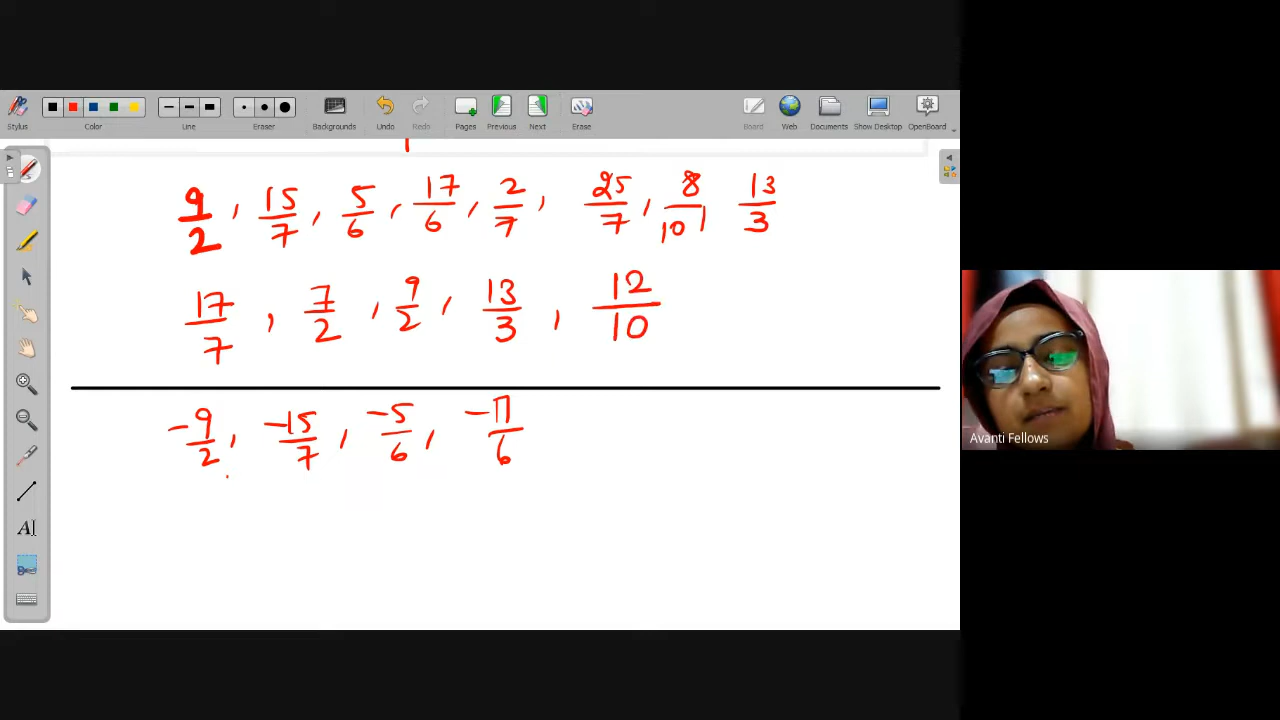 Stylus Color Line Eraser Backgrounds Undo Redo Pages Previous Next Erase Board Web Documents Show Desktop OpenBoard
9/2, 15/7, 5/6, 17/6, 2/7, 25/7, 8/10, 13/3
17/7, 7/2, 9/2, 13/3, 12/10
-9/2, -15/7, -5/6, -17/6
Avanti Fellows